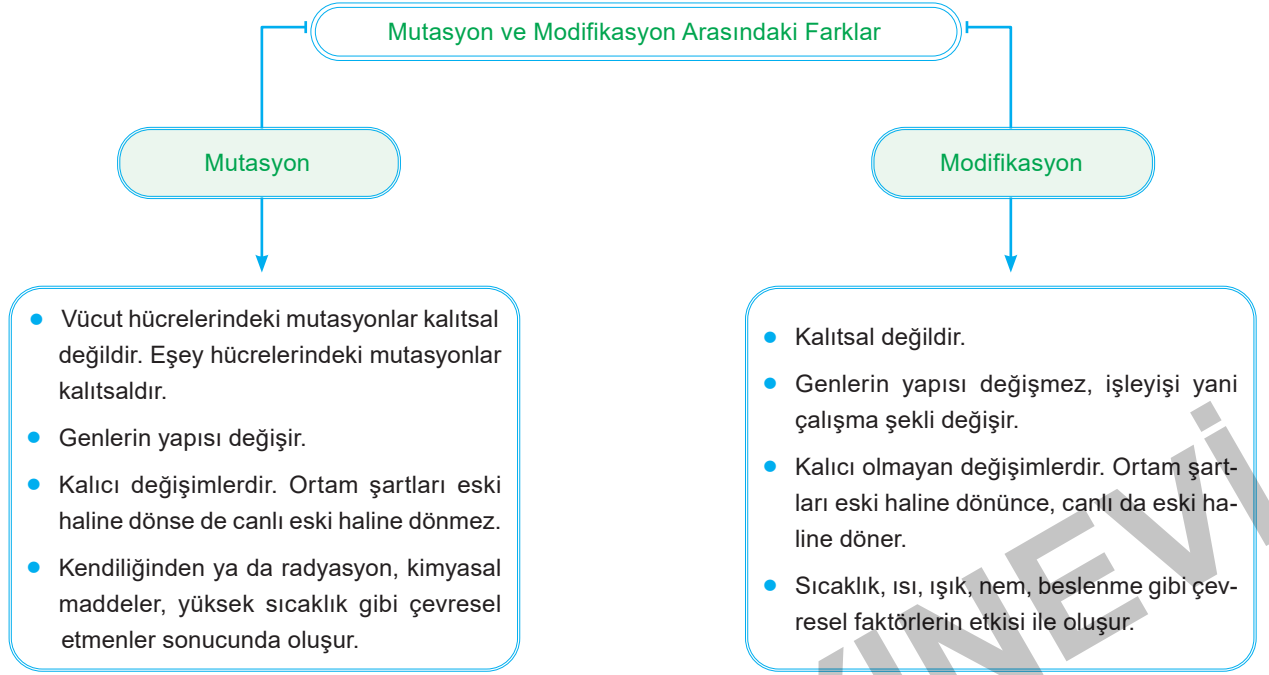 Mutasyon ve Modifikasyon Arasındaki Farklar
Mutasyon
Vücut hücrelerindeki mutasyonlar kalıtsal
değildir. Eşey hücrelerindeki mutasyonlar
kalıtsaldır.
Genlerin yapısı değişir.
Kalıcı değişimlerdir. Ortam şartları eski
haline dönse de canlı eski haline dönmez.
Kendiliğinden ya da radyasyon, kimyasal
maddeler, yüksek sıcaklık gibi çevresel
etmenler sonucunda oluşur.
Modifikasyon
Kalıtsal değildir.
Genlerin yapısı değişmez, işleyişi yani
çalışma şekli değişir.
Kalıcı olmayan değişimlerdir. Ortam şart-
ları eski haline dönünce, canlı da eski ha-
line döner.
Sıcaklık, ısı, ışık, nem, beslenme gibi çev-
resel faktörlerin etkisi ile oluşur.